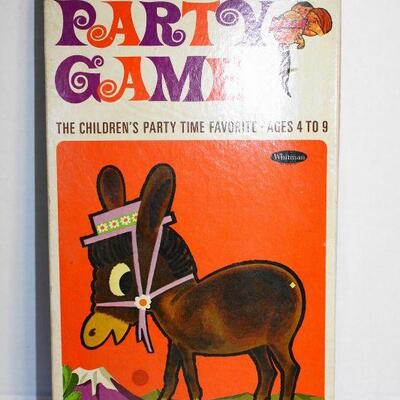 PARTY
GAME
THE CHILDREN'S PARTY TIME FAVORITE • AGES 4 TO 9
Whitman